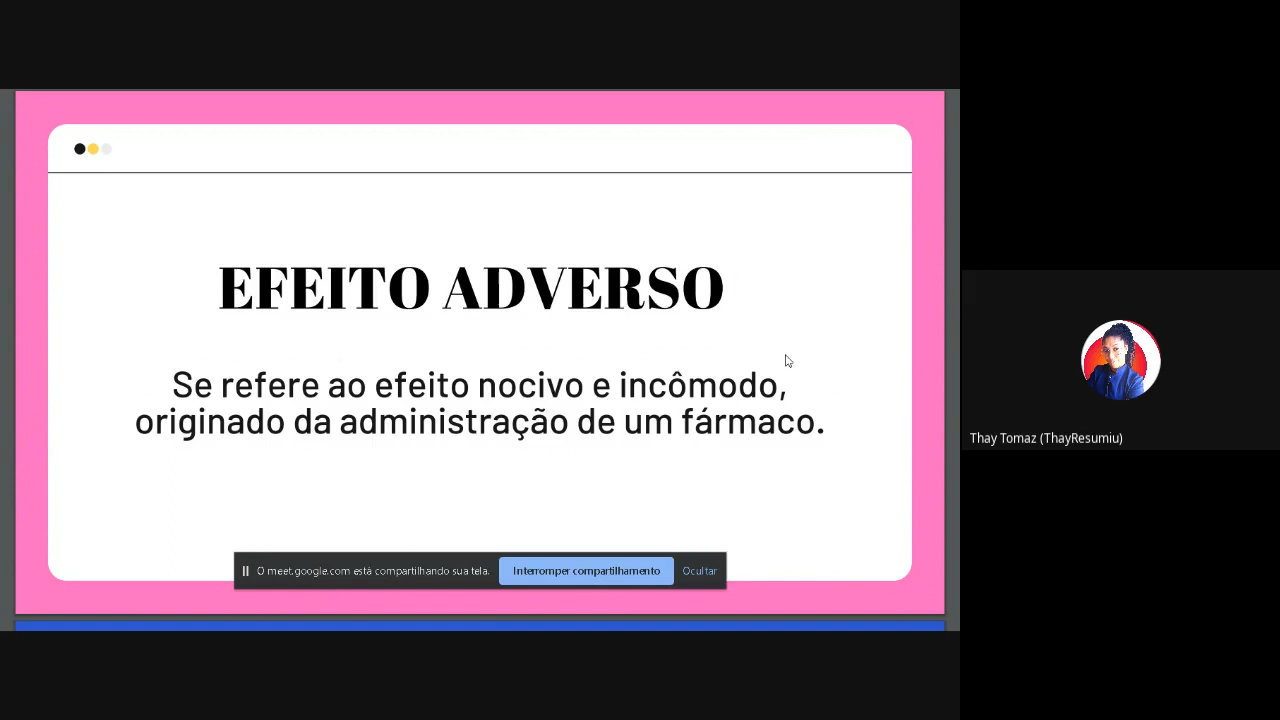 EFEITO ADVERSO
Se refere ao efeito nocivo e incômodo,
originado da administração de um fármaco.
O meet.google.com está compartilhando sua tela.
Interromper compartilhamento
Ocultar
Thay Tomaz (ThayResumiu)